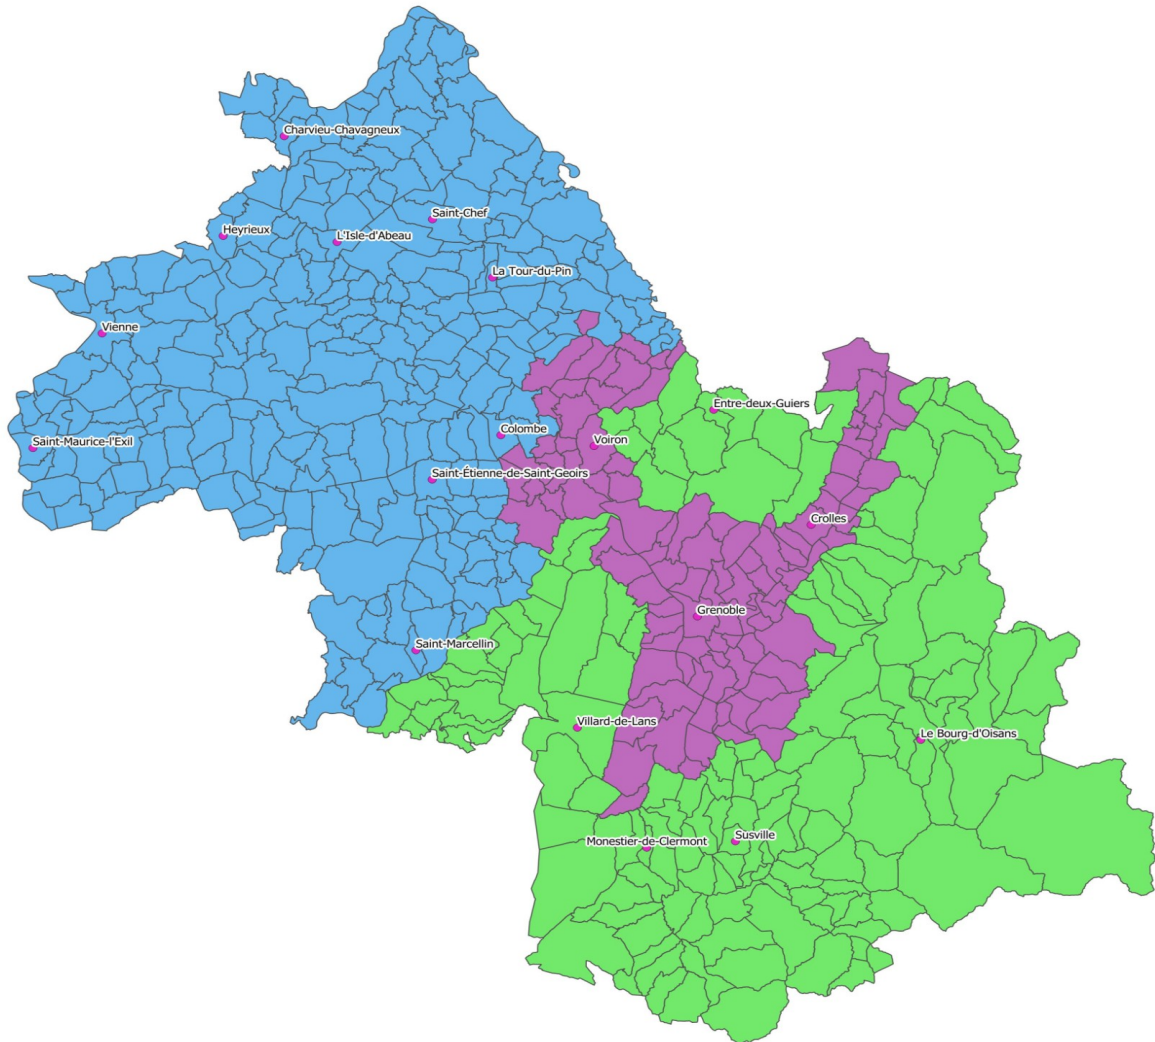 Charvieu-Chavagneux
Saint-Chef
Heyrieux
L'Isle-d'Abeau
La Tour-du-Pin
Vienne
Entre-deux-Guiers
Colombe
Voiron
Saint-Maurice-l'Exil
Saint-Étienne-de-Saint-Geoirs
Crolles
Grenoble
Saint-Marcellin
Villard-de-Lans
Le Bourg-d'Oisans
Susville
Monestier-de-Clermont